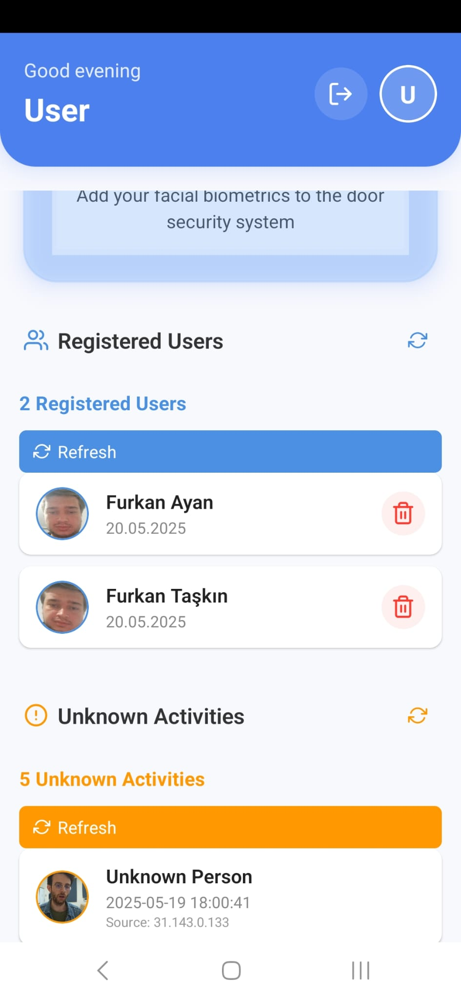 Good evening
User
U
Add your facial biometrics to the door
security system
Registered Users
2 Registered Users
Refresh
Furkan Ayan
20.05.2025
Furkan Taşkın
20.05.2025
Unknown Activities
5 Unknown Activities
Refresh
Unknown Person
2025-05-19 18:00:41
Source: 31.143.0.133